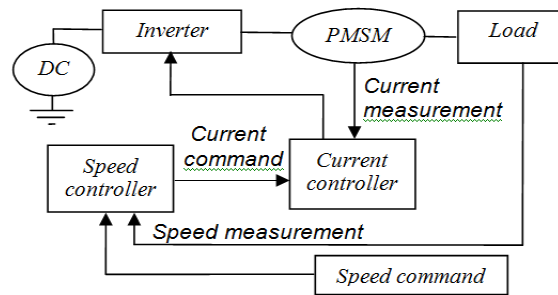 Inverter
PMSM
Load
DC
Current
measurement
Current
command
Speed
controller
Current
controller
Speed measurement
Speed command